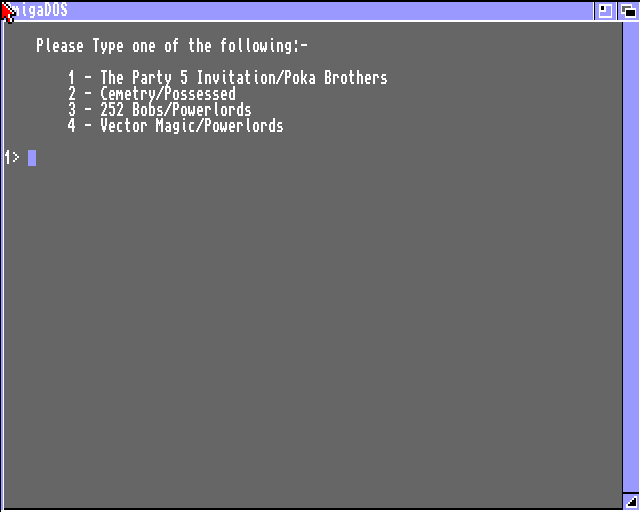 AmigaDOS
Please Type one of the following:-
1 - The Party 5 Invitation/Poka Brothers
2 - Cemetry/Possessed
3 - 252 Bobs/Powerlords
4 - Vector Magic/Powerlords
1>